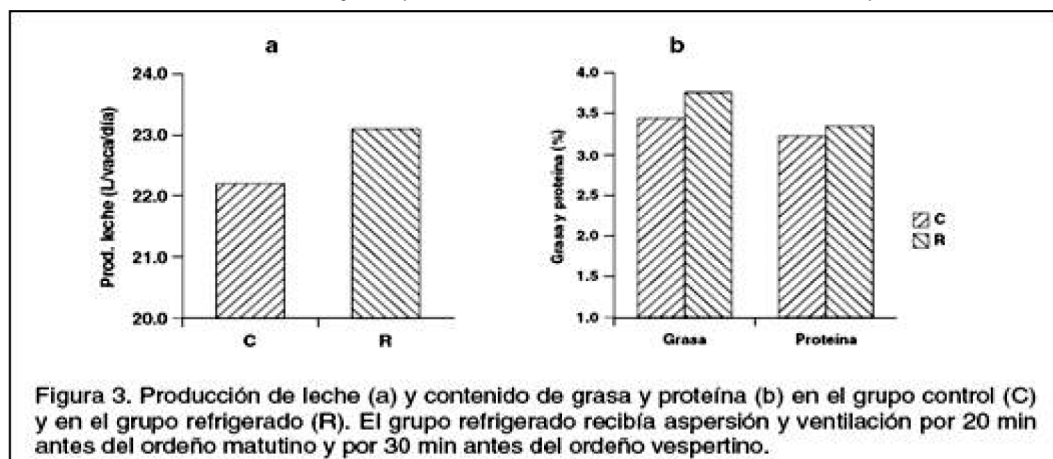 a
b
24.0
23.0
22.0
21.0
20.0
Prod. leche (L/vaca/día)
C
R
4.0
3.5
3.0
2.5
2.0
1.5
1.0
Grasa y proteína (%)
Grasa
Proteína
C
R
Figura 3. Producción de leche (a) y contenido de grasa y proteína (b) en el grupo control (C)
y en el grupo refrigerado (R). El grupo refrigerado recibía aspersión y ventilación por 20 min
antes del ordeño matutino y por 30 min antes del ordeño vespertino.